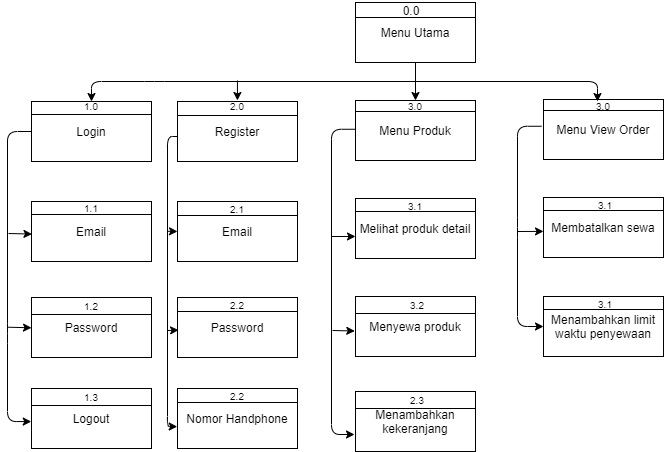 0.0
Menu Utama
1.0
Login
2.0
Register
3.0
Menu Produk
3.0
Menu View Order
1.1
Email
2.1
Email
3.1
Melihat produk detail
3.1
Membatalkan sewa
1.2
Password
2.2
Password
3.2
Menyewa produk
3.1
Menambahkan limit
waktu penyewaan
1.3
Logout
2.2
Nomor Handphone
2.3
Menambahkan
kekeranjang